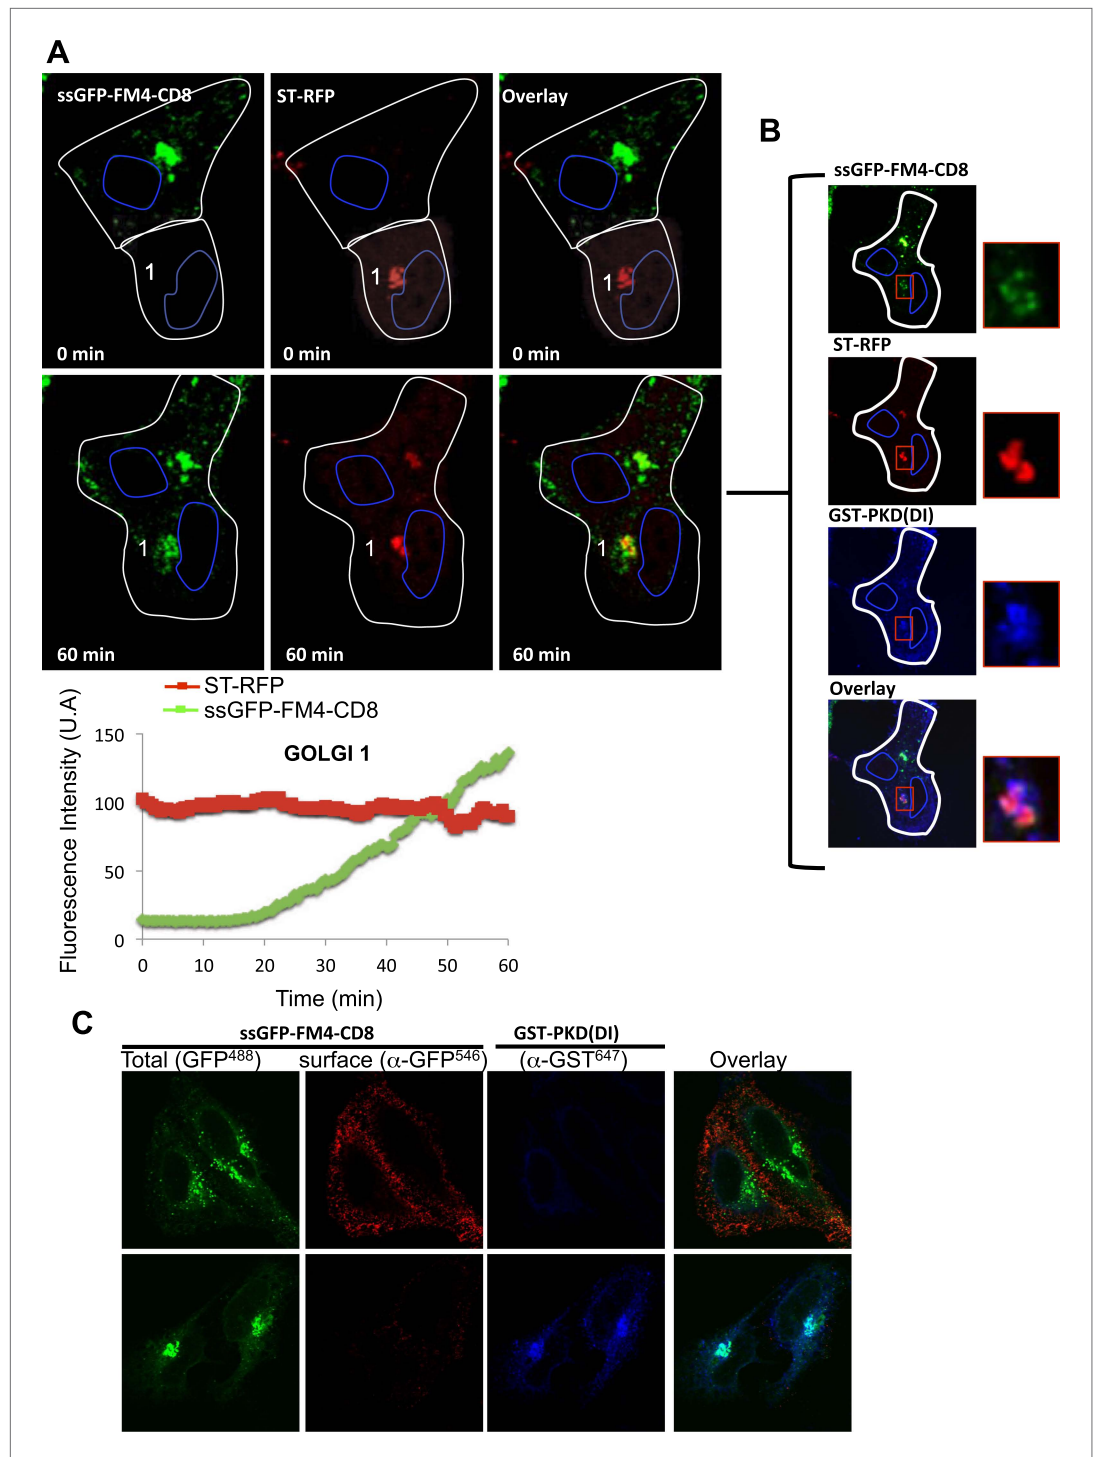 A
ssGFP-FM4-CD8
ST-RFP
Overlay
1
1
1
0 min
0 min
0 min
1
1
1
60 min
60 min
60 min
B
ssGFP-FM4-CD8
ST-RFP
GST-PKD(DI)
Overlay
ST-RFP
ssGFP-FM4-CD8
GOLGI 1
Fluorescence Intensity (U.A)
150
100
50
0
0 10 20 30 40 50 60
Time (min)
C
ssGFP-FM4-CD8
GST-PKD(DI)
Total (GFP⁴⁸⁸) surface (α-GFP⁵⁴⁶) (α-GST⁶⁴⁷) Overlay